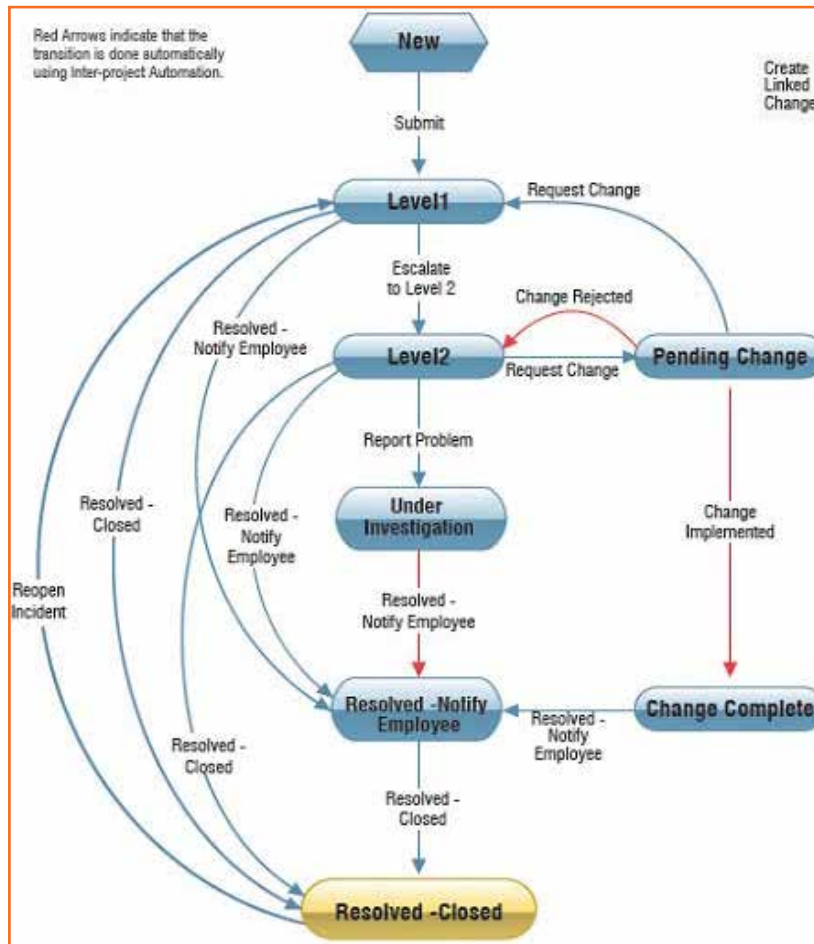 Red Arrows indicate that the
transition is done automatically
using Inter-project Automation.
New
Create
Linked
Change
Submit
Level1
Request Change
Escalate
to Level 2
Change Rejected
Resolved -
Notify Employee
Level2
Request Change
Pending Change
Report Problem
Resolved -
Closed
Resolved -
Notify
Employee
Under
Investigation
Change
Implemented
Reopen
Incident
Resolved -
Notify Employee
Resolved -Notify
Employee
Change Complete
Resolved -
Notify
Employee
Resolved -
Closed
Resolved -
Closed
Resolved -Closed